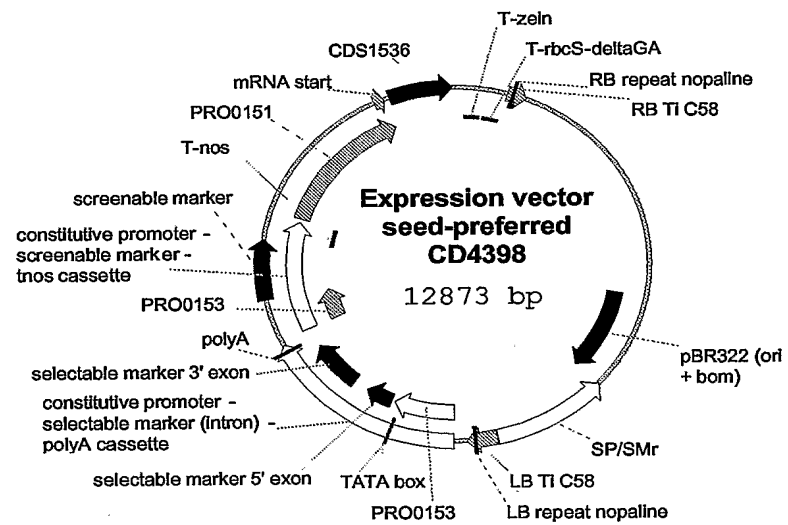 T-zein
CDS1536
T-rbcS-deltaGA
mRNA start
RB repeat nopaline
PRO0151
RB Ti C58
T-nos
screenable marker
Expression vector
seed-preferred
CD4398
12873 bp
constitutive promoter -
screenable marker -
tnos cassette
PRO0153
polyA
selectable marker 3' exon
pBR322 (ori
+ bom)
constitutive promoter -
selectable marker (intron) -
polyA cassette
SP/SMr
selectable marker 5' exon
TATA box
LB Ti C58
PRO0153
LB repeat nopaline